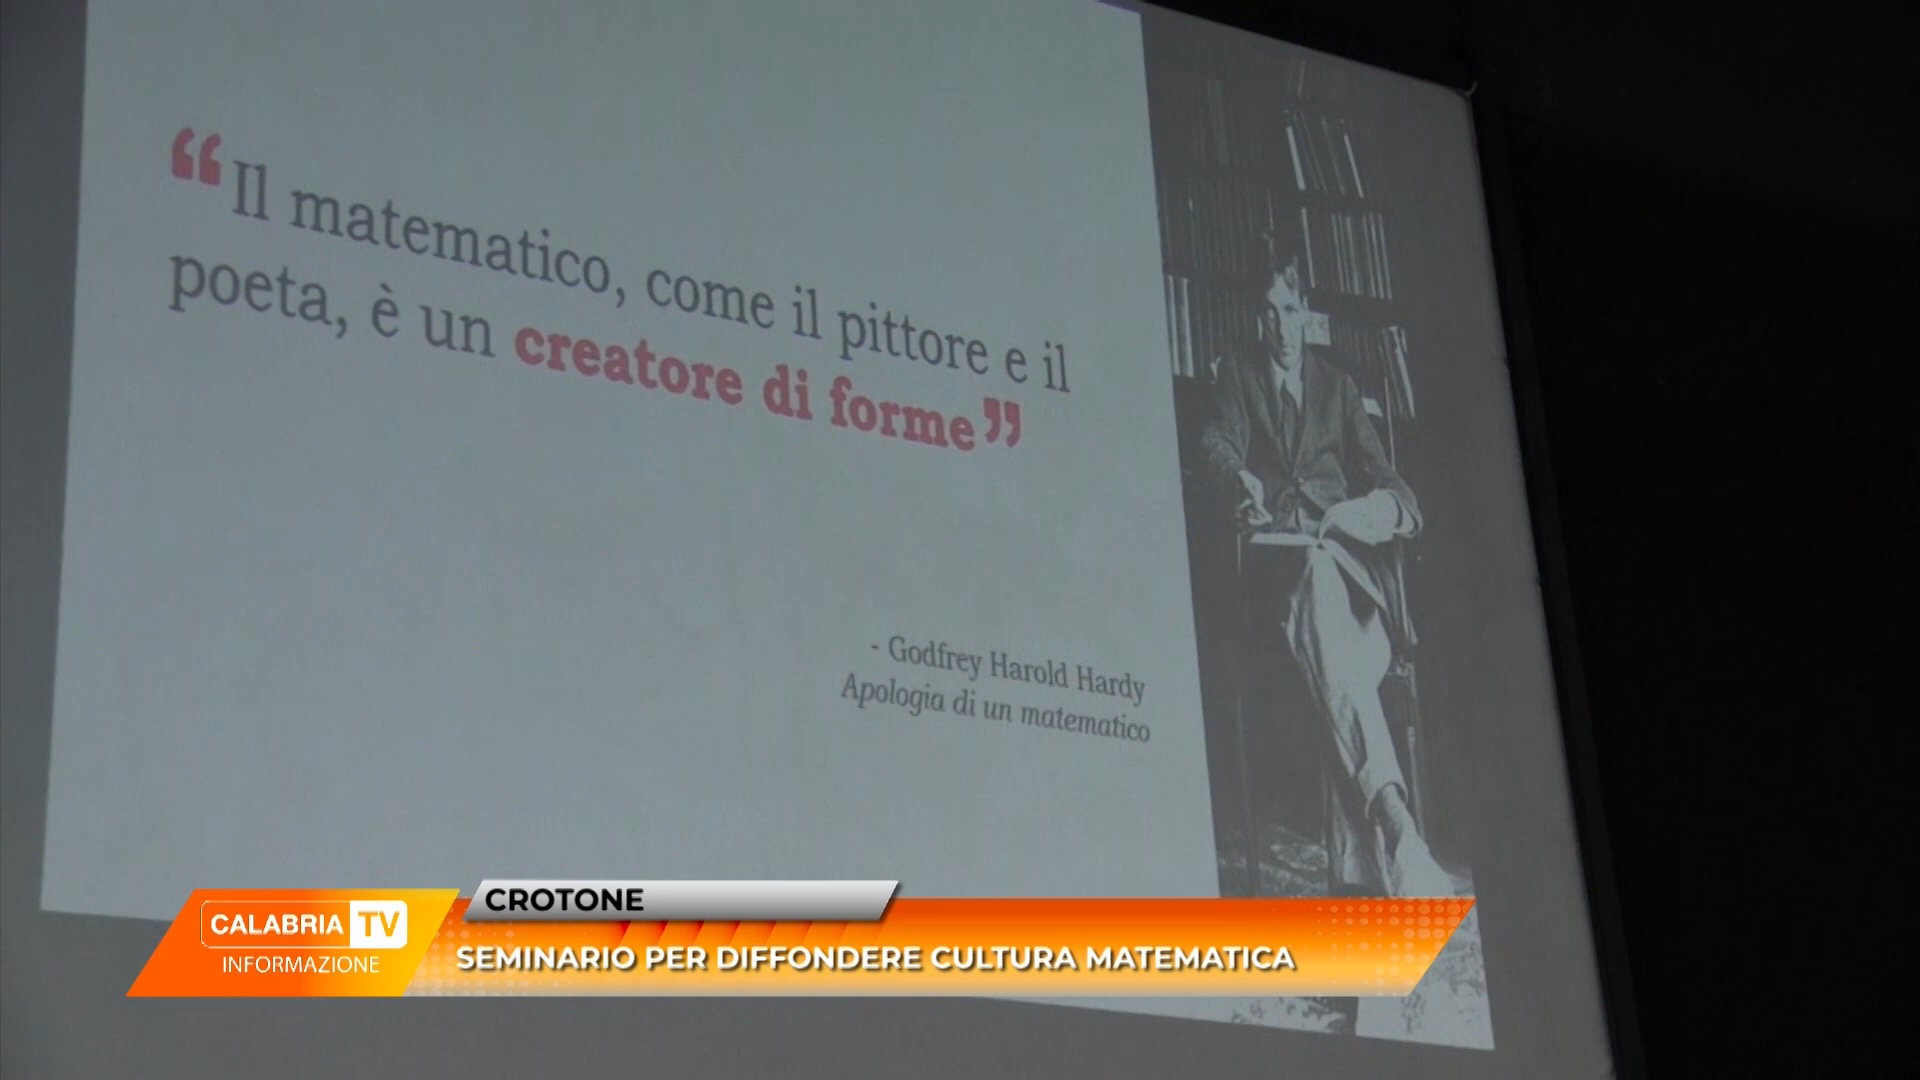 “Il matematico, come il pittore e il
poeta, è un creatore di forme”
- Godfrey Harold Hardy
Apologia di un matematico
CROTONE
CALABRIA TV
INFORMAZIONE
SEMINARIO PER DIFFONDERE CULTURA MATEMATICA